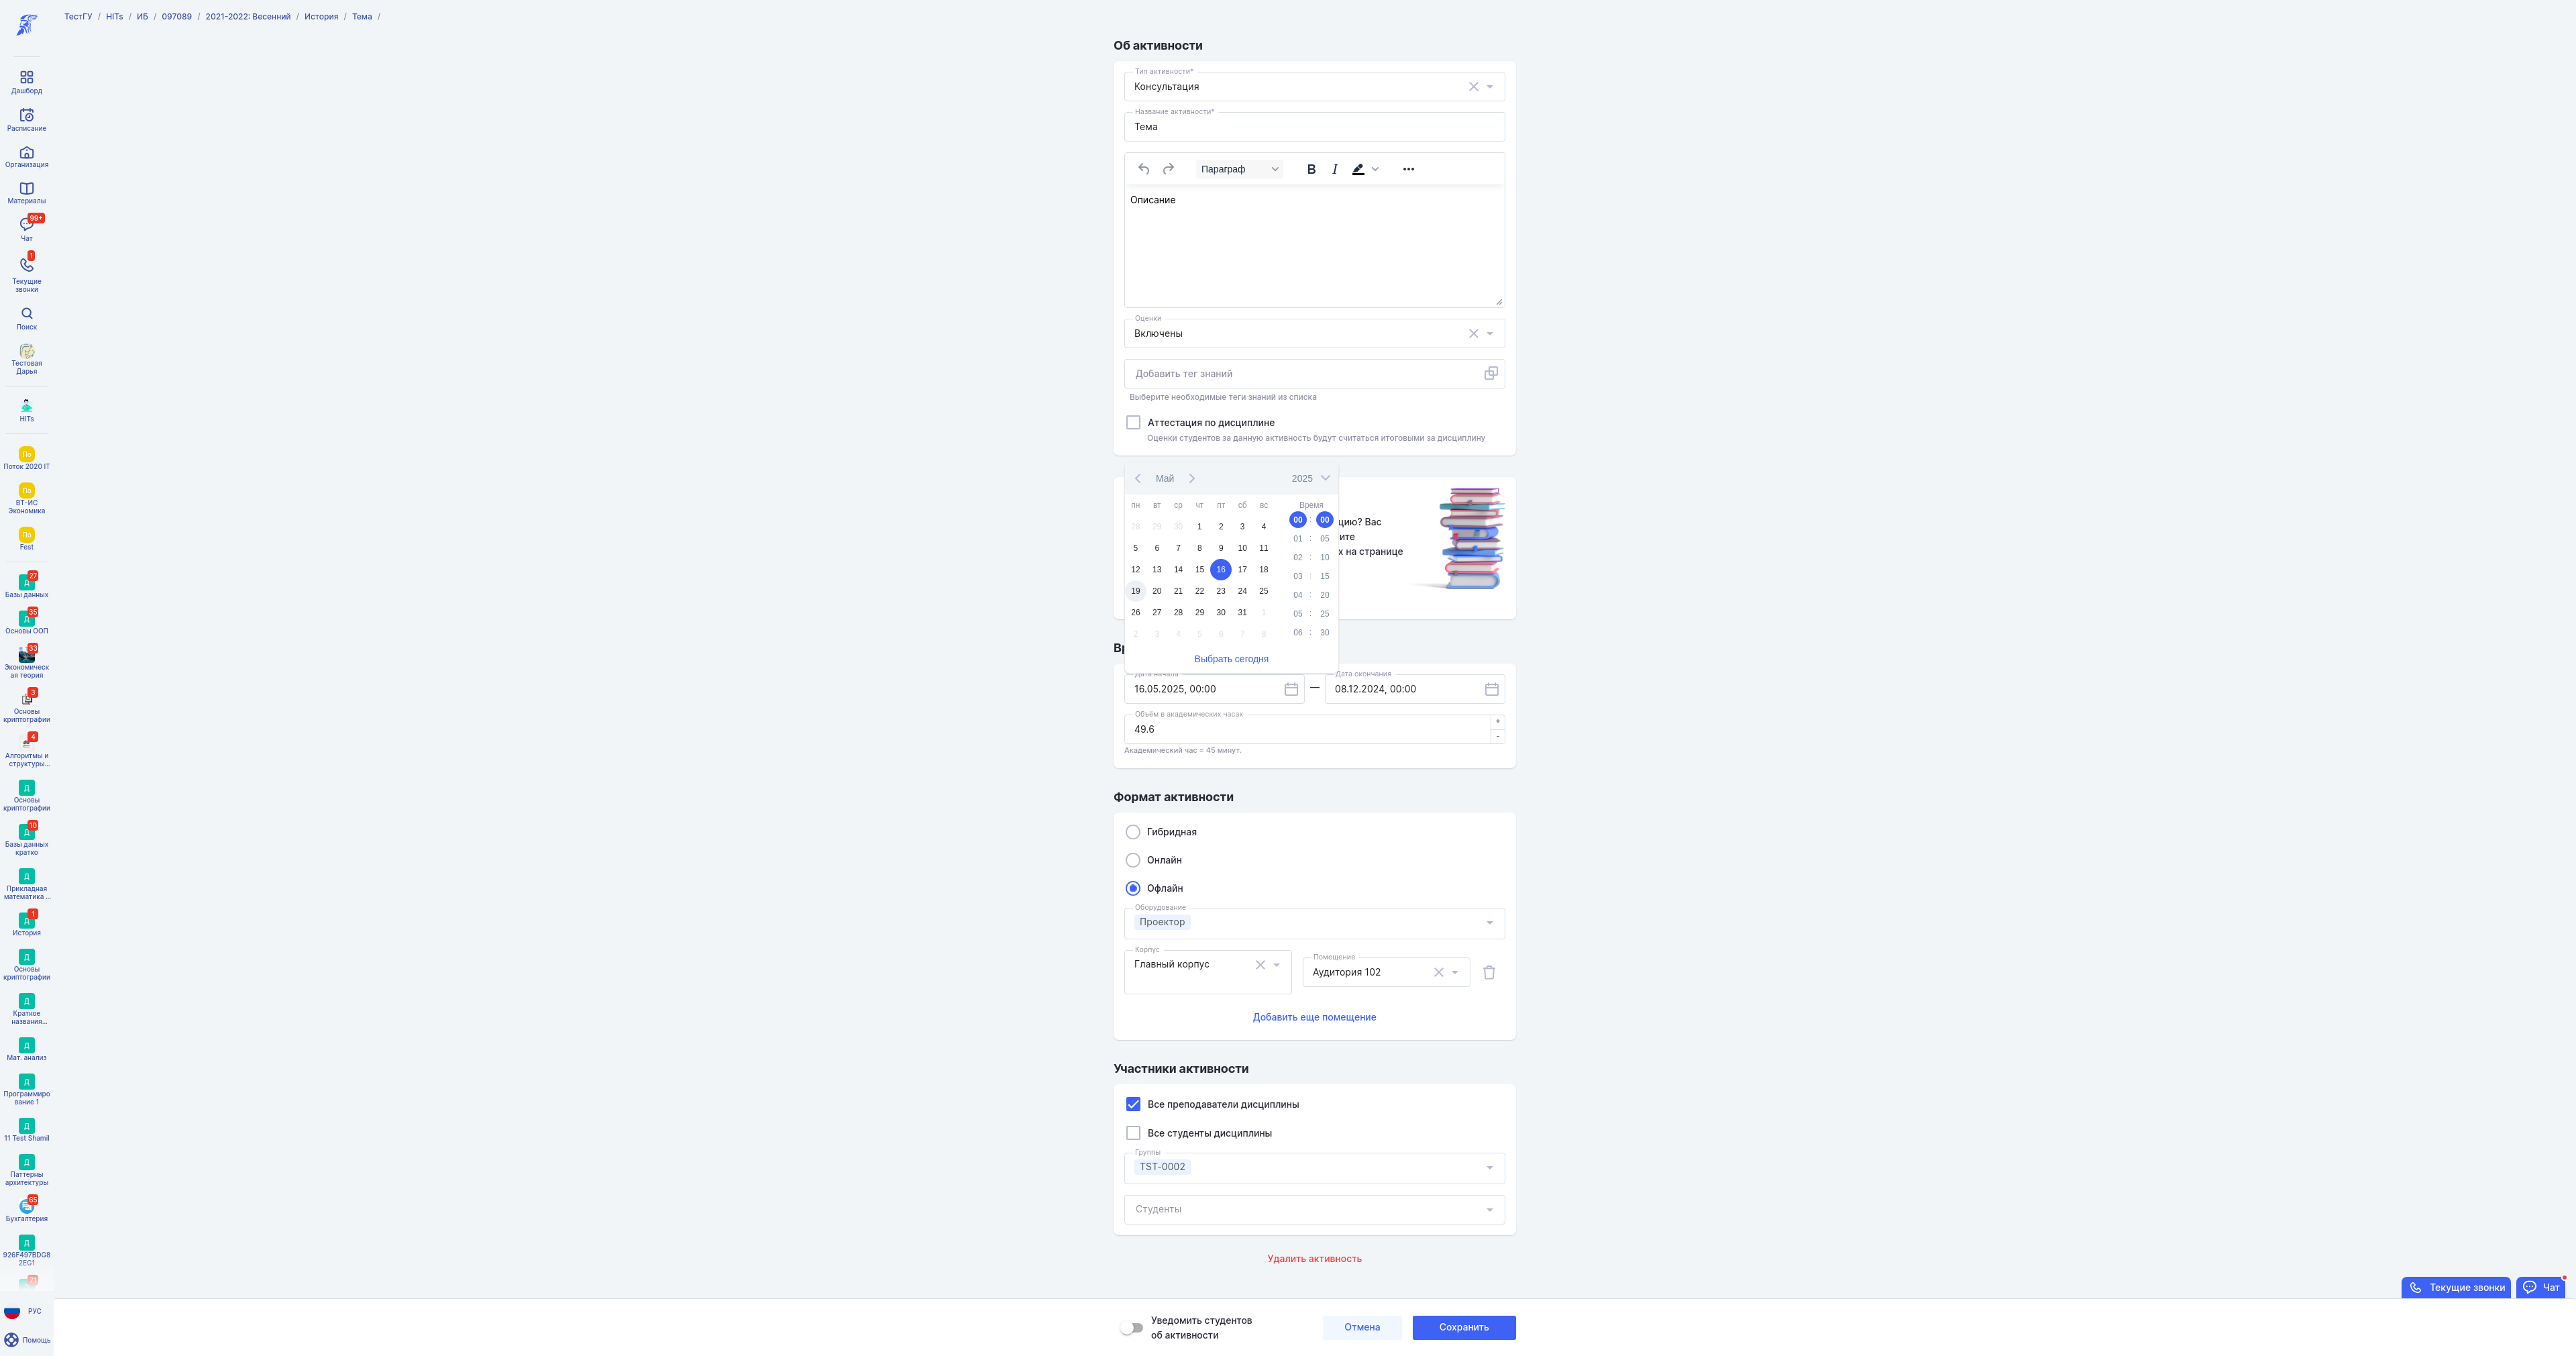 ТестГУ / HITs / ИБ / 097089 / 2021-2022: Весенний / История / Тема /
Дашборд
Расписание
Организация
Материалы
99+
Чат
1
Текущие
звонки
Поиск
Тестовая
Дарья
HITs
По
Поток 2020 IT
По
ВТ-ИС
Экономика
По
Fest
27
Д
Базы данных
35
Д
Основы ООП
33
Экономическ
ая теория
3
Основы
криптографии
4
Алгоритмы и
структуры...
Д
Основы
криптографии
10
Д
Базы данных
кратко
Д
Прикладная
математика ...
1
Д
История
Д
Основы
криптографии
Д
Краткое
названия...
Д
Мат. анализ
Д
Программиро
вание 1
Д
11 Test Shamil
Д
Паттерны
архитектуры
65
Бухгалтерия
Д
926F497BDG8
2EG1
РУС
Помощь
Об активности
Тип активности*
Консультация
Название активности*
Тема
Параграф B I
Описание
Оценки
Включены
Добавить тег знаний
Выберите необходимые теги знаний из списка
Аттестация по дисциплине
Оценки студентов за данную активность будут считаться итоговыми за дисциплину
Май 2025
пн вт ср чт пт сб вс Время
28 29 30 1 2 3 4
5 6 7 8 9 10 11
12 13 14 15 16 17 18
19 20 21 22 23 24 25
26 27 28 29 30 31 1
2 3 4 5 6 7 8
00 : 00
01 : 05
02 : 10
03 : 15
04 : 20
05 : 25
06 : 30
Выбрать сегодня
цию? Вас
ите
х на странице
Вр
Дата начала
16.05.2025, 00:00
—
Дата окончания
08.12.2024, 00:00
Объём в академических часах
49.6
+
-
Академический час = 45 минут.
Формат активности
Гибридная
Онлайн
Офлайн
Оборудование
Проектор
Корпус
Главный корпус
Помещение
Аудитория 102
Добавить еще помещение
Участники активности
Все преподаватели дисциплины
Все студенты дисциплины
Группы
TST-0002
Студенты
Удалить активность
Текущие звонки
Чат
Уведомить студентов
об активности
Отмена
Сохранить